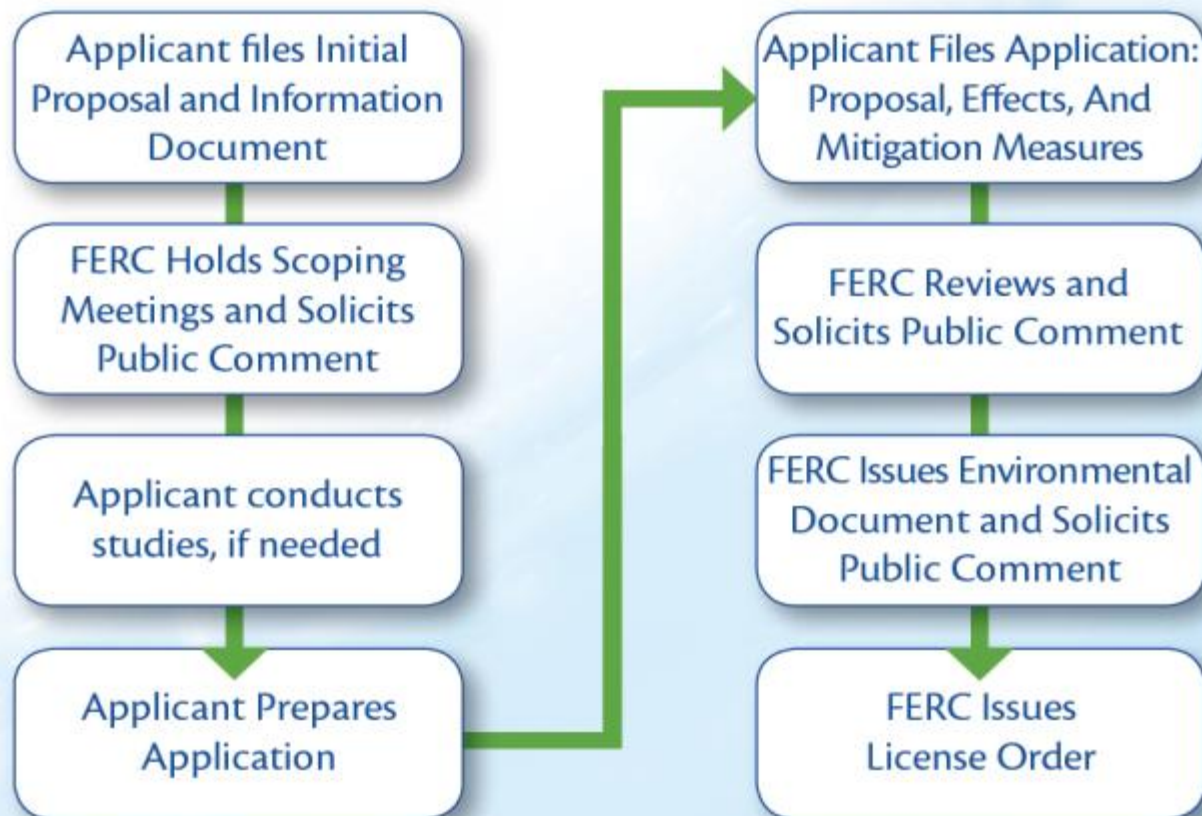 Applicant files Initial
Proposal and Information
Document
FERC Holds Scoping
Meetings and Solicits
Public Comment
Applicant conducts
studies, if needed
Applicant Prepares
Application
Applicant Files Application:
Proposal, Effects, And
Mitigation Measures
FERC Reviews and
Solicits Public Comment
FERC Issues Environmental
Document and Solicits
Public Comment
FERC Issues
License Order